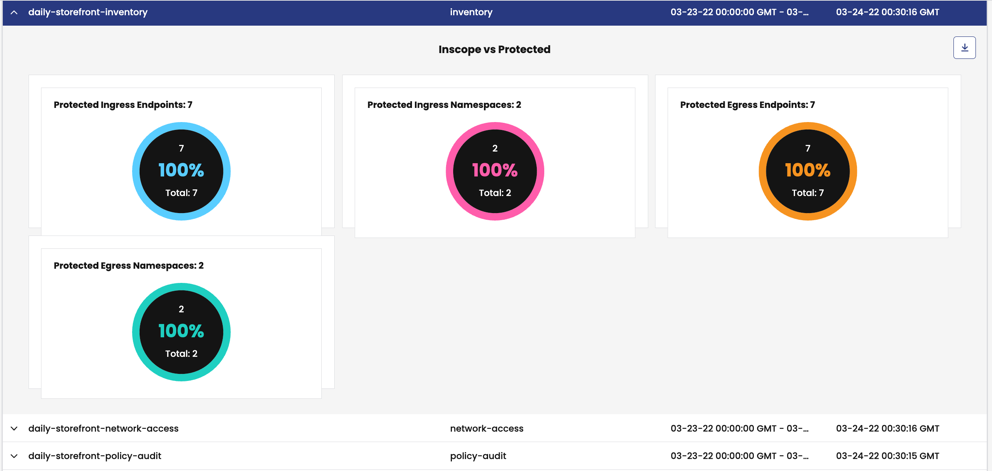 daily-storefront-inventory inventory 03-23-22 00:00:00 GMT - 03-... 03-24-22 00:30:16 GMT
Inscope vs Protected
Protected Ingress Endpoints: 7
7
100%
Total: 7
Protected Ingress Namespaces: 2
2
100%
Total: 2
Protected Egress Endpoints: 7
7
100%
Total: 7
Protected Egress Namespaces: 2
2
100%
Total: 2
daily-storefront-network-access network-access 03-23-22 00:00:00 GMT - 03-... 03-24-22 00:30:16 GMT
daily-storefront-policy-audit policy-audit 03-23-22 00:00:00 GMT - 03-... 03-24-22 00:30:15 GMT